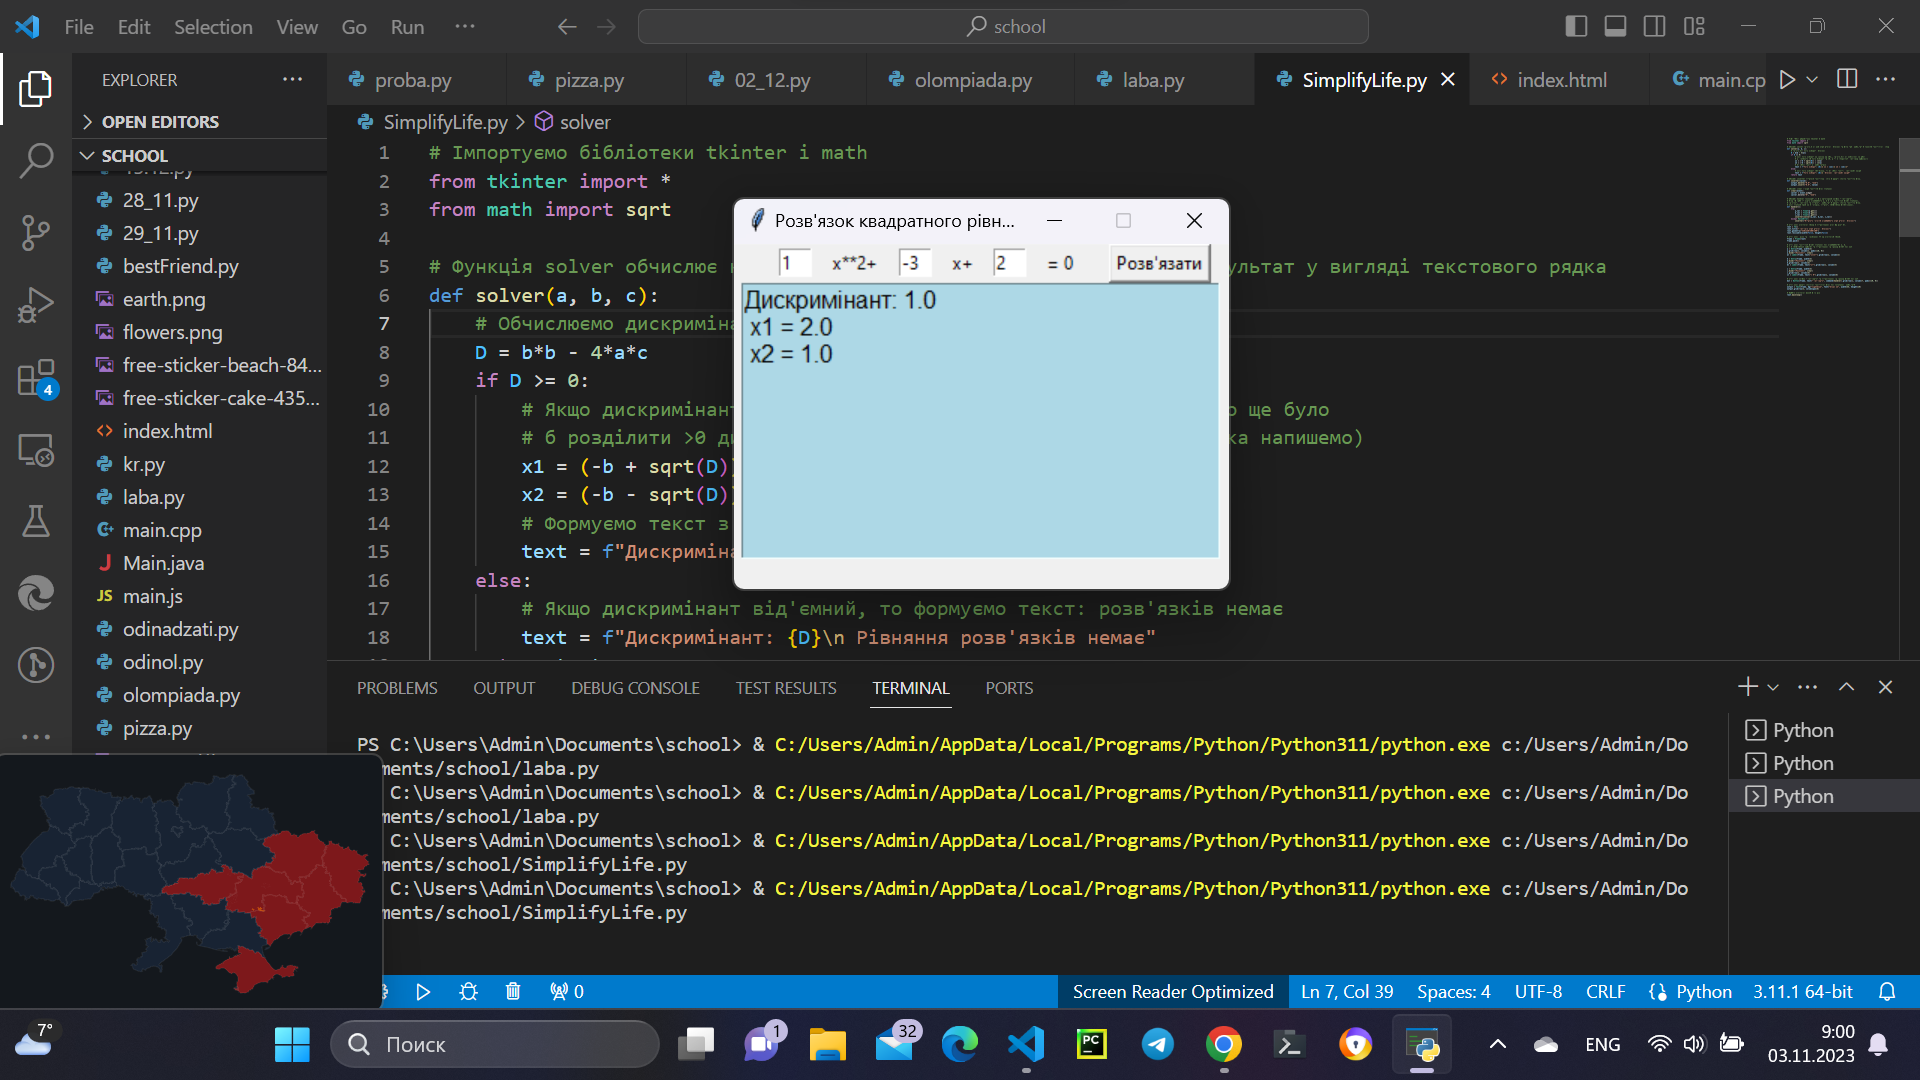 File Edit Selection View Go Run ···
school
EXPLORER
proba.py pizza.py 02_12.py olompiada.py laba.py SimplifyLife.py index.html main.cp
OPEN EDITORS
SCHOOL
28_11.py
29_11.py
bestFriend.py
earth.png
flowers.png
free-sticker-beach-84...
free-sticker-cake-435...
index.html
kr.py
laba.py
main.cpp
Main.java
main.js
odinadzati.py
odinol.py
olompiada.py
pizza.py
4
SimplifyLife.py > solver
1 # Імпортуємо бібліотеки tkinter і math
2 from tkinter import *
3 from math import sqrt
4
5 # Функція solver обчислює ультат у вигляді текстового рядка
6 def solver(a, b, c):
7 # Обчислюємо дискриміна
8 D = b*b - 4*a*c
9 if D >= 0:
10 # Якщо дискримінант о ще було
11 # б розділити >0 ди ка напишемо)
12 x1 = (-b + sqrt(D)
13 x2 = (-b - sqrt(D)
14 # Формуємо текст з
15 text = f"Дискриміна
16 else:
17 # Якщо дискримінант від'ємний, то формуємо текст: розв'язків немає
18 text = f"Дискримінант: {D}\n Рівняння розв'язків немає"
Розв'язок квадратного рівн...
1 x**2+ -3 x+ 2 = 0 Розв'язати
Дискримінант: 1.0
x1 = 2.0
x2 = 1.0
PROBLEMS OUTPUT DEBUG CONSOLE TEST RESULTS TERMINAL PORTS
PS C:\Users\Admin\Documents\school> & C:/Users/Admin/AppData/Local/Programs/Python/Python311/python.exe c:/Users/Admin/Do
ments/school/laba.py
C:\Users\Admin\Documents\school> & C:/Users/Admin/AppData/Local/Programs/Python/Python311/python.exe c:/Users/Admin/Do
ments/school/laba.py
C:\Users\Admin\Documents\school> & C:/Users/Admin/AppData/Local/Programs/Python/Python311/python.exe c:/Users/Admin/Do
ments/school/SimplifyLife.py
C:\Users\Admin\Documents\school> & C:/Users/Admin/AppData/Local/Programs/Python/Python311/python.exe c:/Users/Admin/Do
ments/school/SimplifyLife.py
Python
Python
Python
0 Screen Reader Optimized Ln 7, Col 39 Spaces: 4 UTF-8 CRLF Python 3.11.1 64-bit
7° Поиск 1 32 PC ENG 9:00
03.11.2023